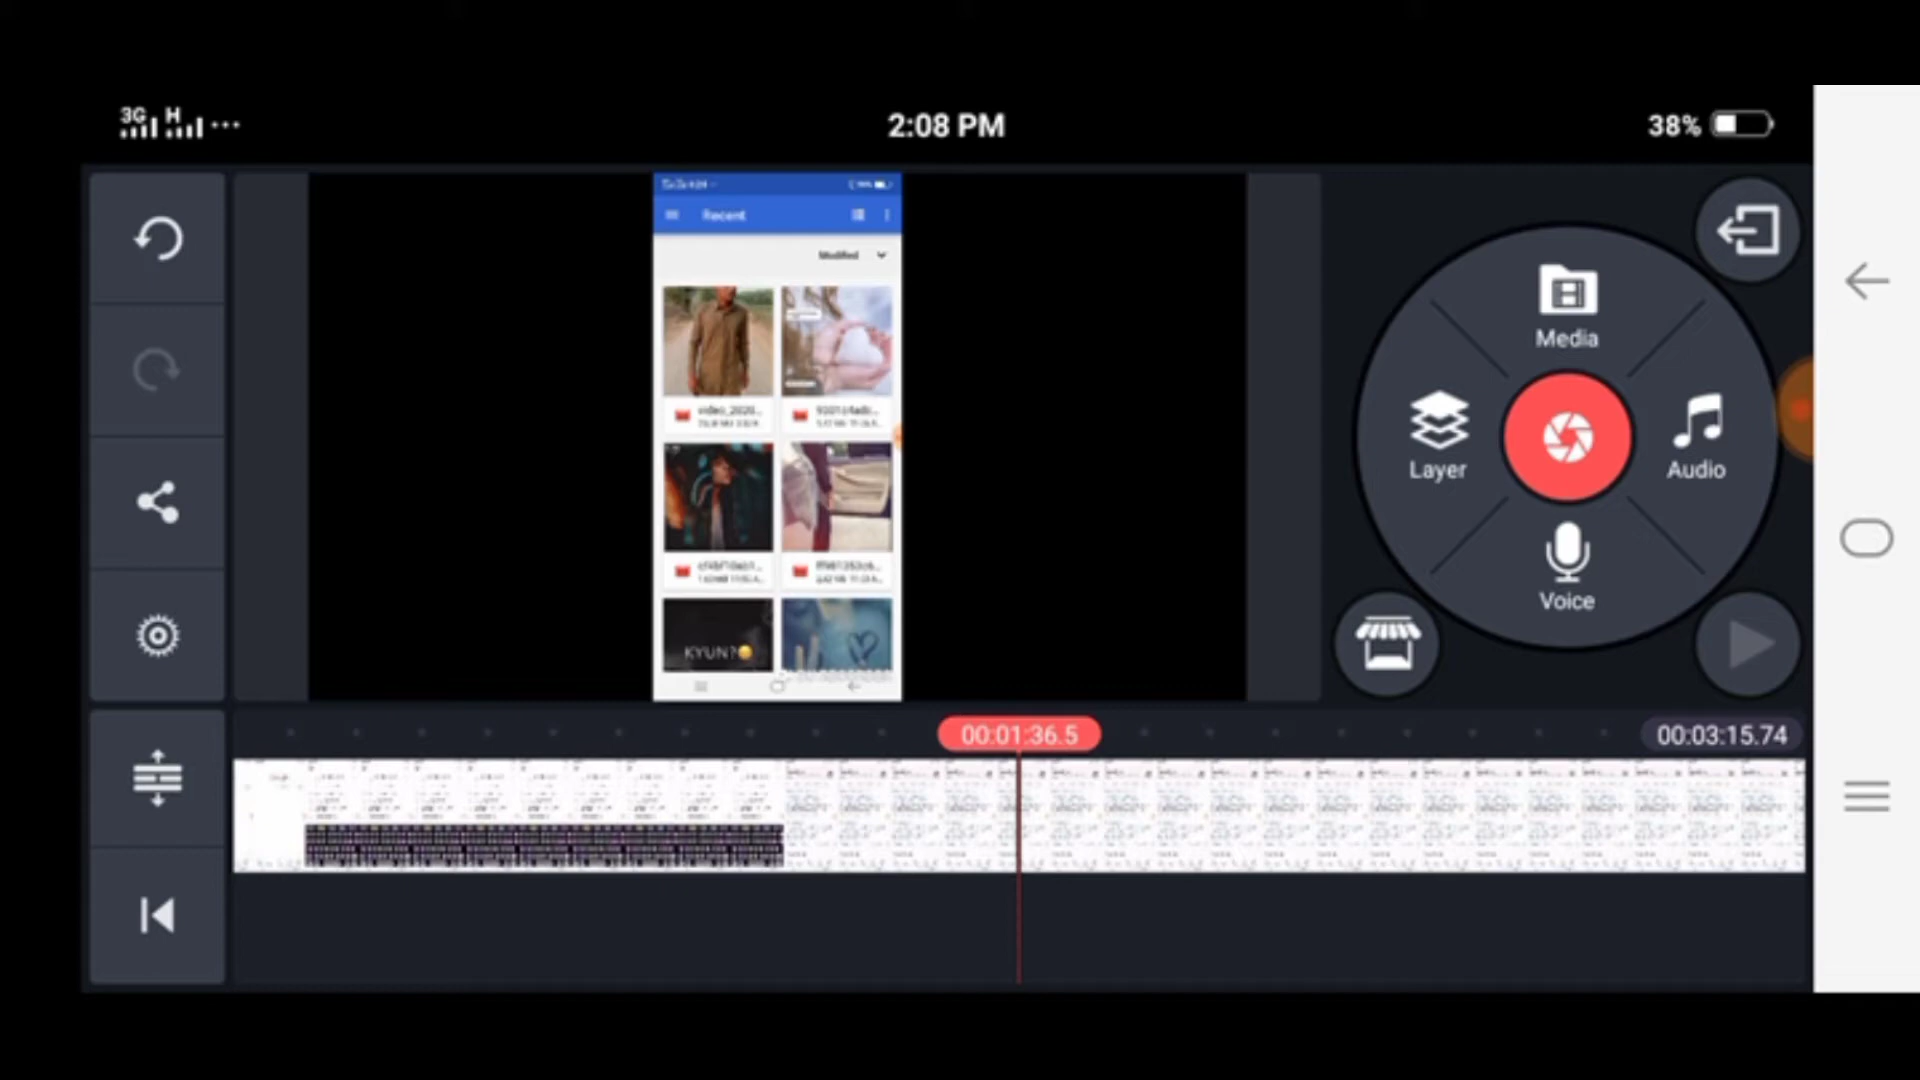 3G H
2:08 PM
38%
Recent
Modified
video_2020...
KYUN?
Media
Layer
Audio
Voice
00:01:36.5
00:03:15.74